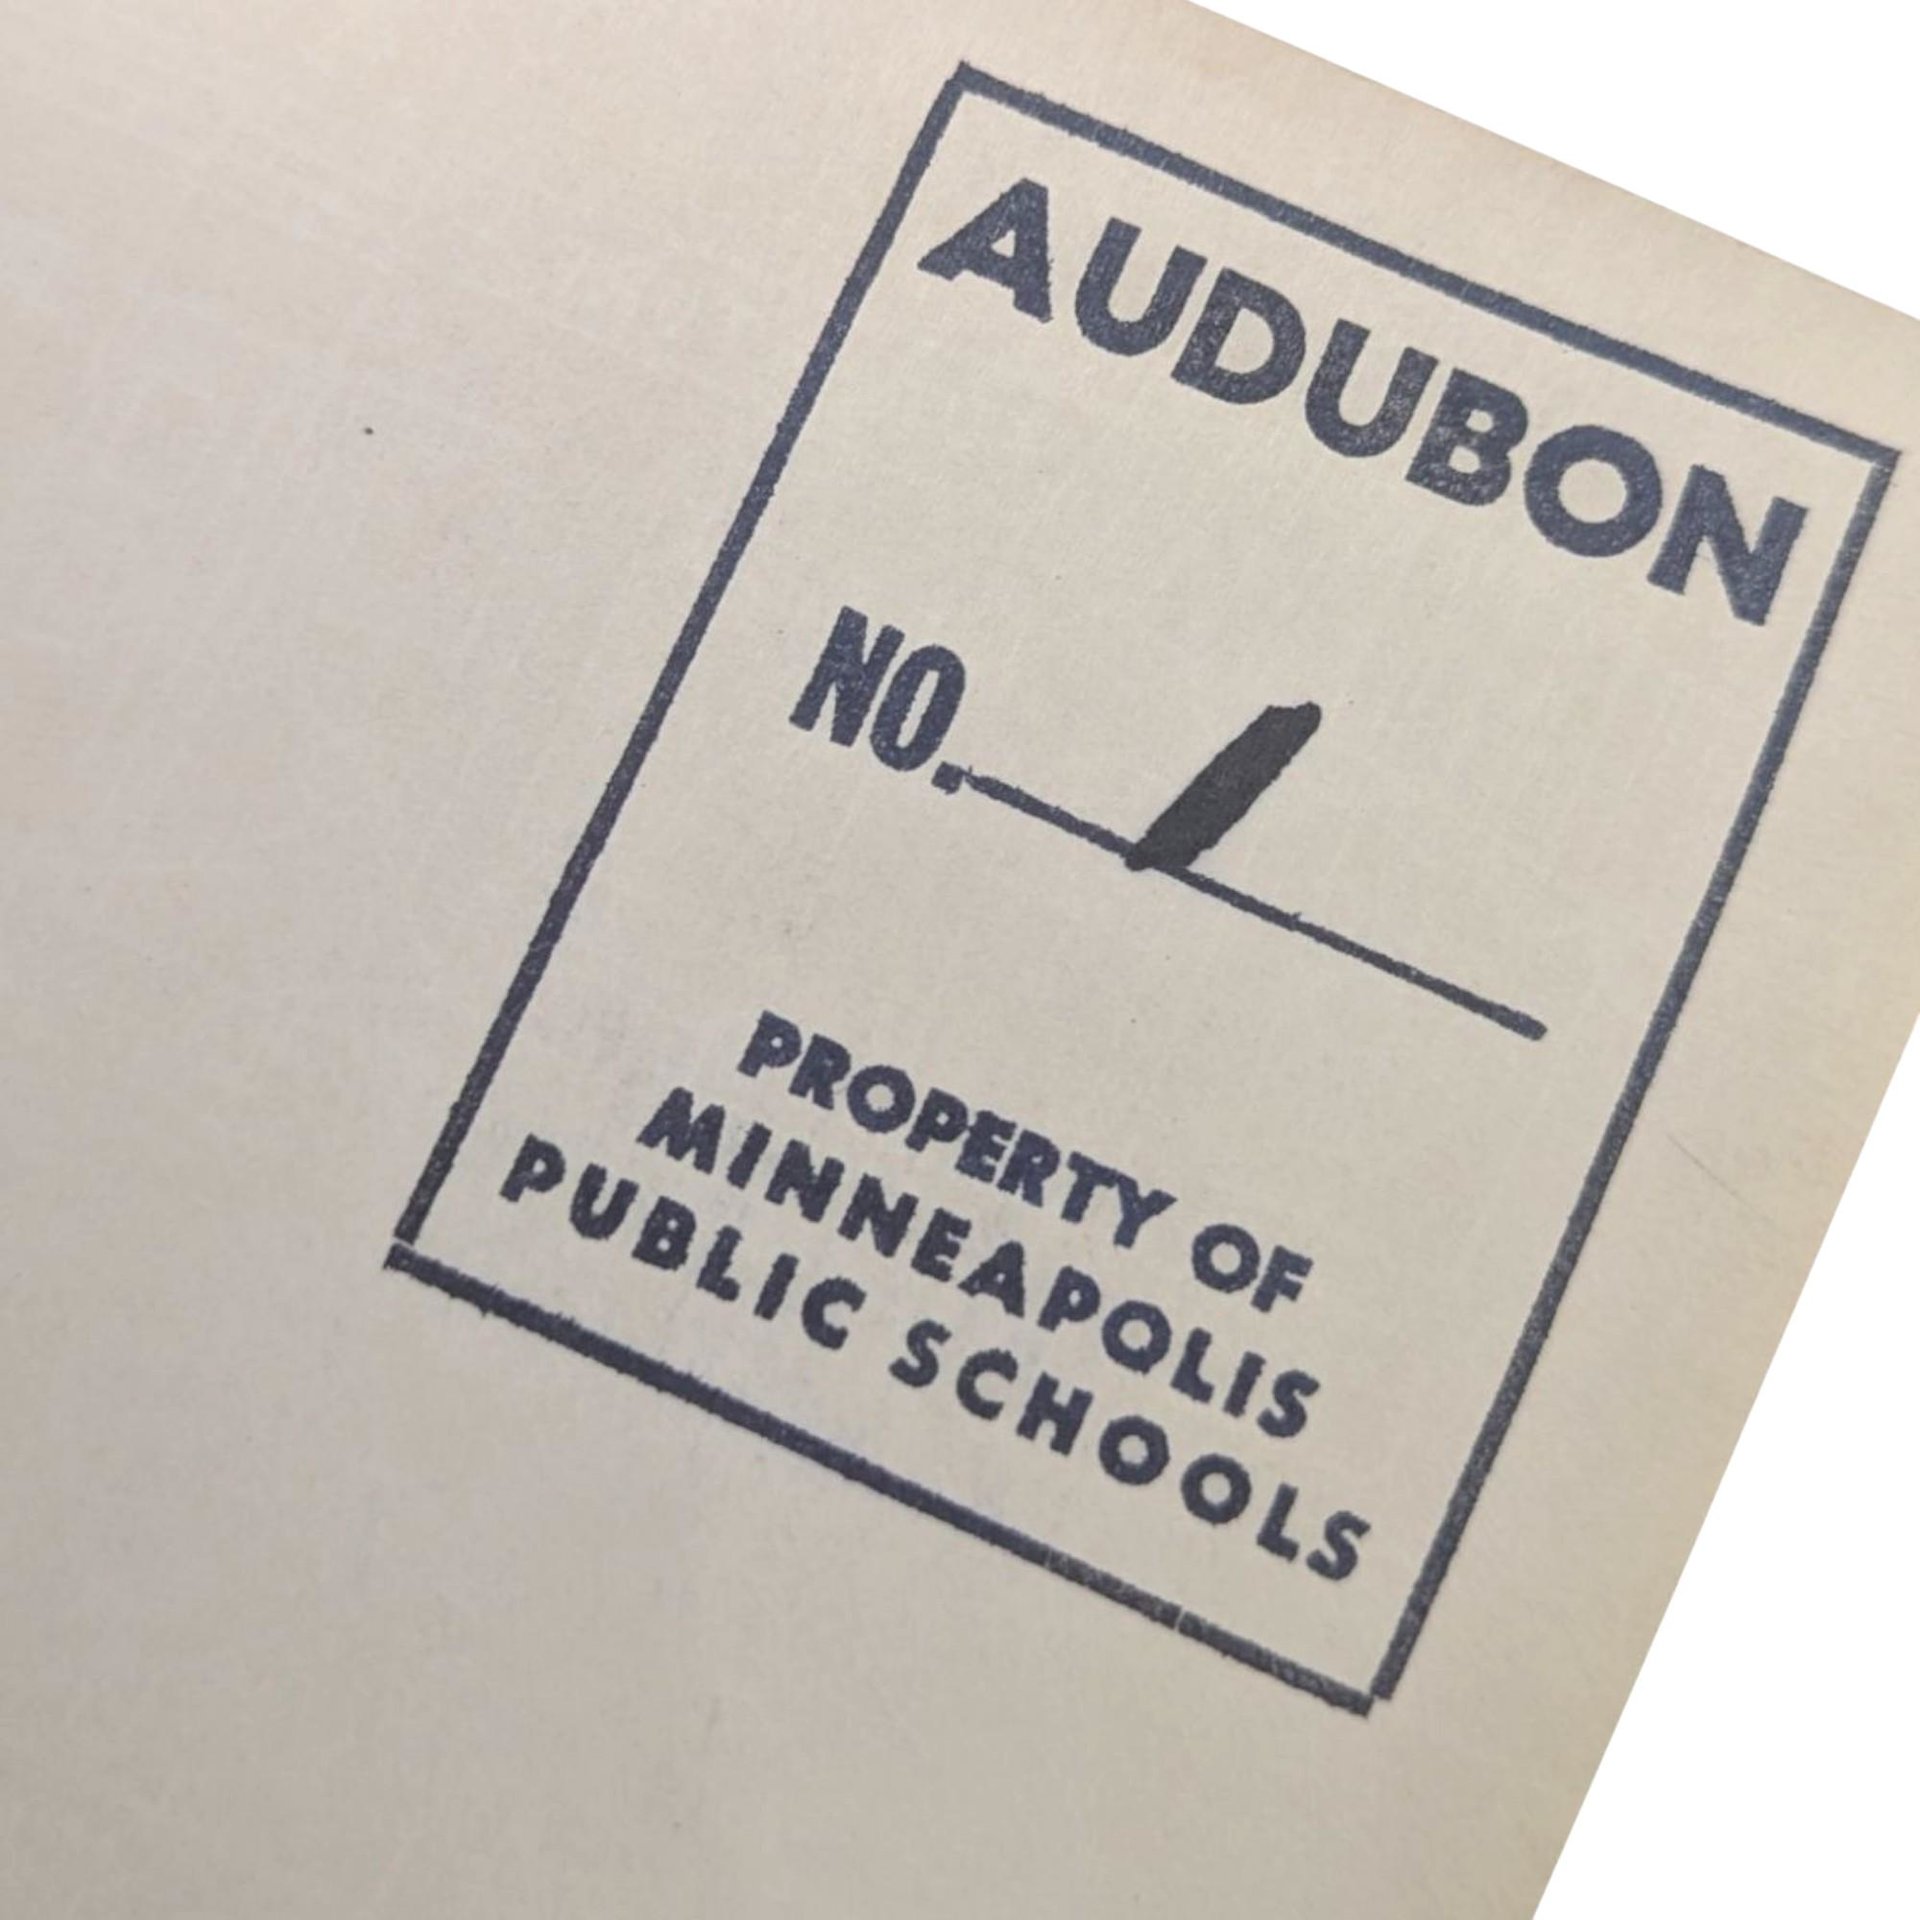 AUDUBON
NO. 1
PROPERTY OF
MINNEAPOLIS
PUBLIC SCHOOLS